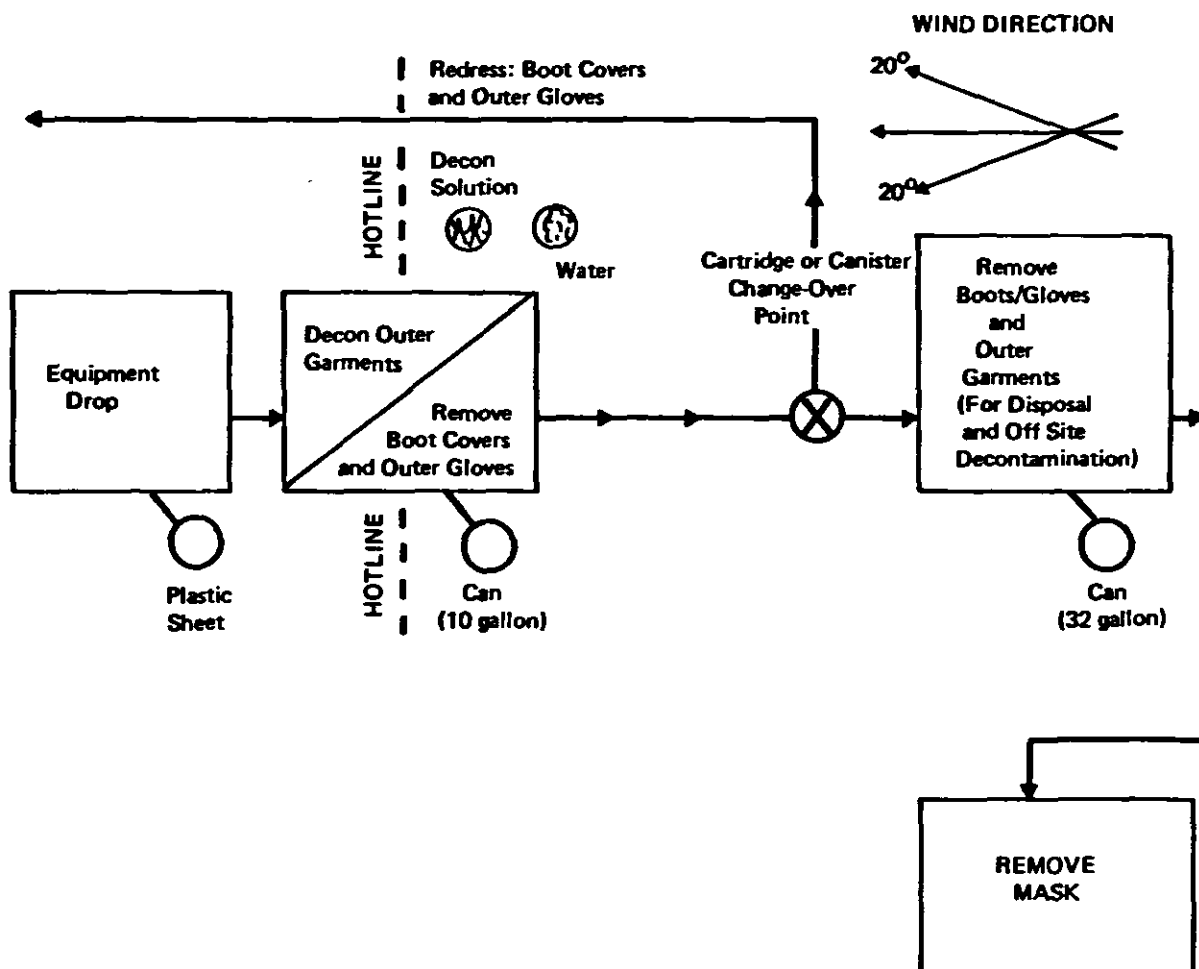 WIND DIRECTION
Redress: Boot Covers
and Outer Gloves
20°
20°
HOTLINE
Decon
Solution
Water
Cartridge or Canister
Change-Over
Point
Equipment
Drop
Decon Outer
Garments
Remove
Boot Covers
and Outer Gloves
X
Remove
Boots/Gloves
and
Outer
Garments
(For Disposal
and Off Site
Decontamination)
Plastic
Sheet
HOTLINE
Can
(10 gallon)
Can
(32 gallon)
REMOVE
MASK